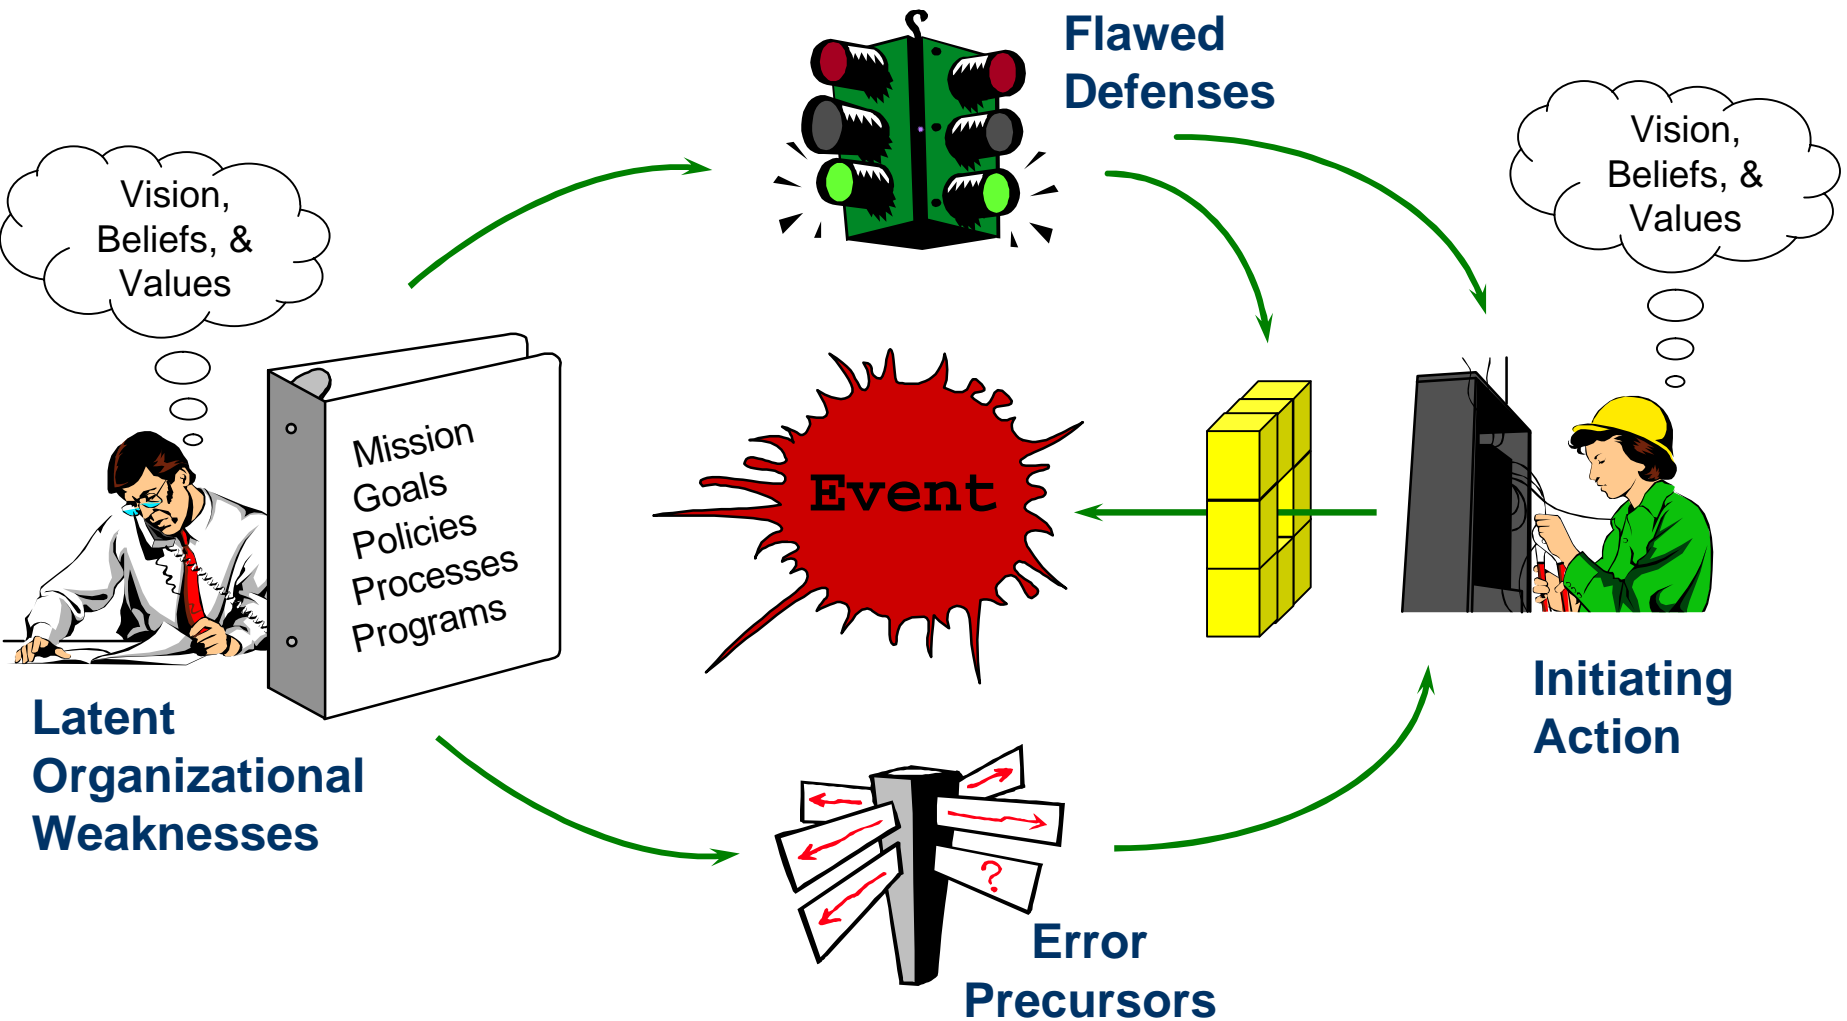 Flawed
Defenses
Vision,
Beliefs, &
Values
Vision,
Beliefs, &
Values
Mission
Goals
Policies
Processes
Programs
Event
Initiating
Action
Latent
Organizational
Weaknesses
?
Error
Precursors